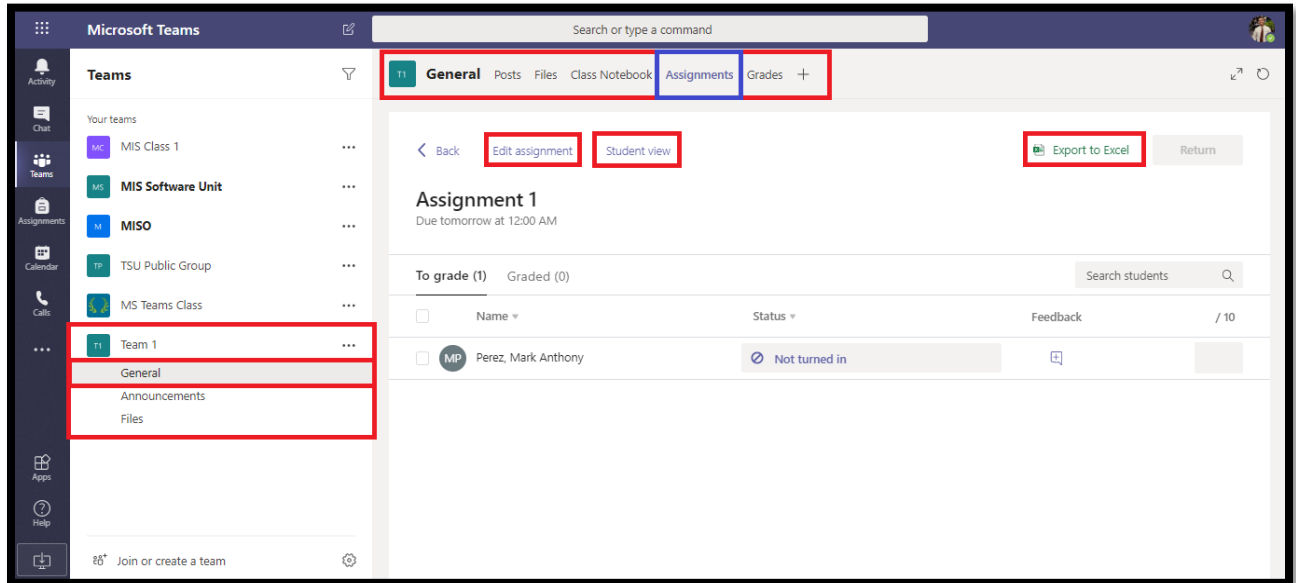 Microsoft Teams
Search or type a command
Activity
Chat
Teams
Assignments
Calendar
Calls
Apps
Help
Teams
Your teams
MC MIS Class 1
MS MIS Software Unit
M MISO
TP TSU Public Group
MS Teams Class
T1 Team 1
General
Announcements
Files
Join or create a team
T1 General Posts Files Class Notebook Assignments Grades
Back Edit assignment Student view Export to Excel Return
Assignment 1
Due tomorrow at 12:00 AM
To grade (1) Graded (0) Search students
Name Status Feedback / 10
MP Perez, Mark Anthony Not turned in